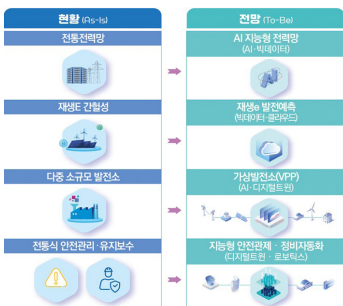 현황 (As-Is)
전망 (To-Be)
전통전력망
AI 지능형 전력망
(AI·빅데이터)
재생E 간헐성
재생e 발전예측
(빅데이터·클라우드)
다중 소규모 발전소
가상발전소(VPP)
(AI·디지털트윈)
전통식 안전관리·유지보수
지능형 안전관제·정비자동화
(디지털트윈·로보틱스)